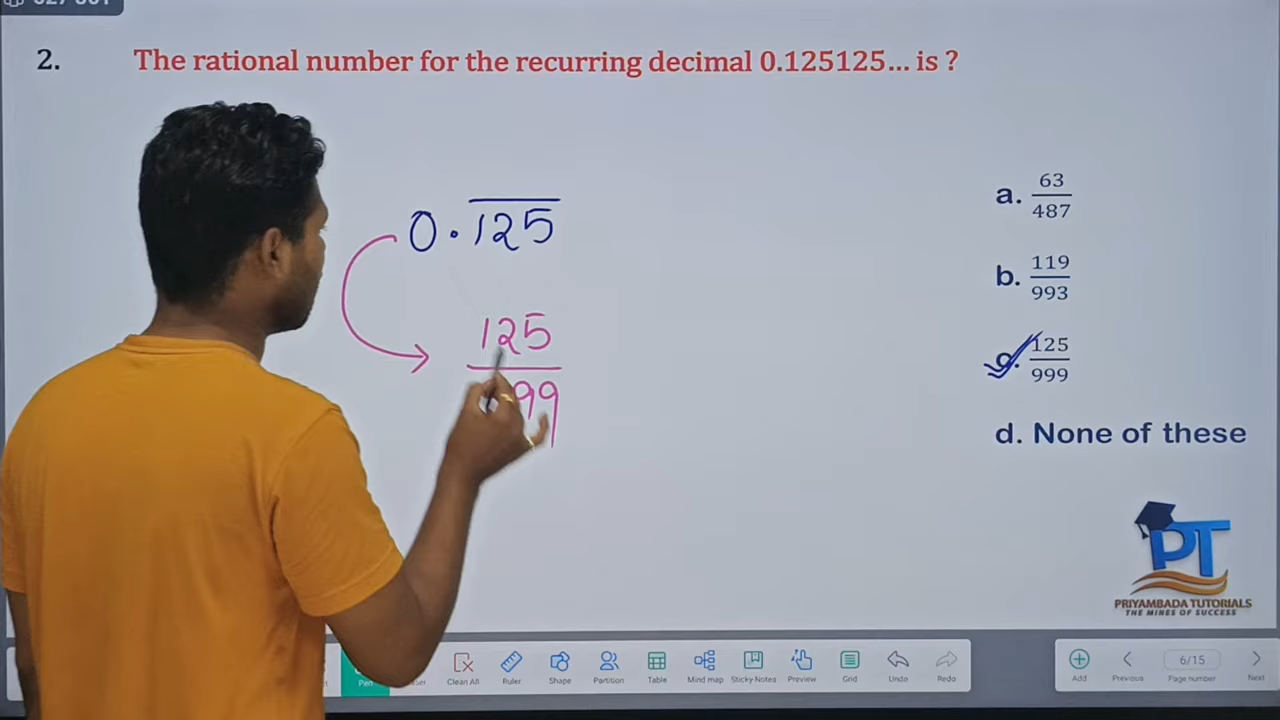 2. The rational number for the recurring decimal 0.125125... is ?
0.125
125
99
a. 63/487
b. 119/993
c. 125/999
d. None of these
PT
PRIYAMBADA TUTORIALS
THE MINES OF SUCCESS
Pen
Clean All
Ruler
Shape
Partition
Table
Mind map
Sticky Notes
Preview
Grid
Undo
Redo
Add
Previous
6/15
Page number
Next